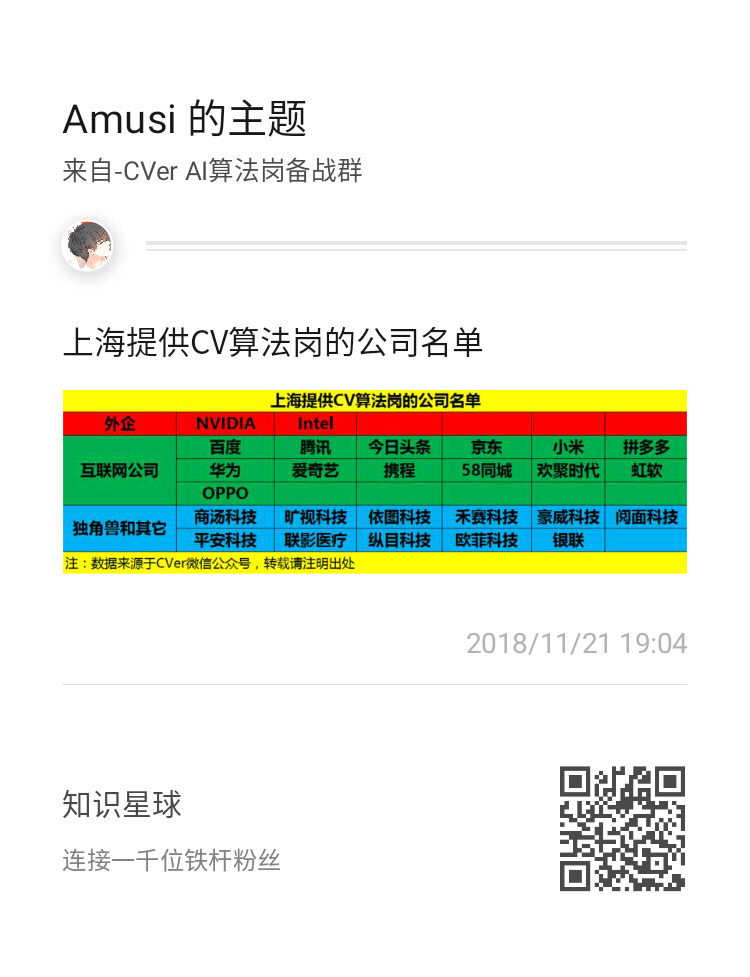 Amusi 的主题
来自-CVer AI算法岗备战群
上海提供CV算法岗的公司名单
上海提供CV算法岗的公司名单
外企 NVIDIA Intel
互联网公司 百度 腾讯 今日头条 京东 小米 拼多多
华为 爱奇艺 携程 58同城 欢聚时代 虹软
OPPO
独角兽和其它 商汤科技 旷视科技 依图科技 禾赛科技 豪威科技 阅面科技
平安科技 联影医疗 纵目科技 欧菲科技 银联
注：数据来源于CVer微信公众号，转载请注明出处
2018/11/21 19:04
知识星球
连接一千位铁杆粉丝